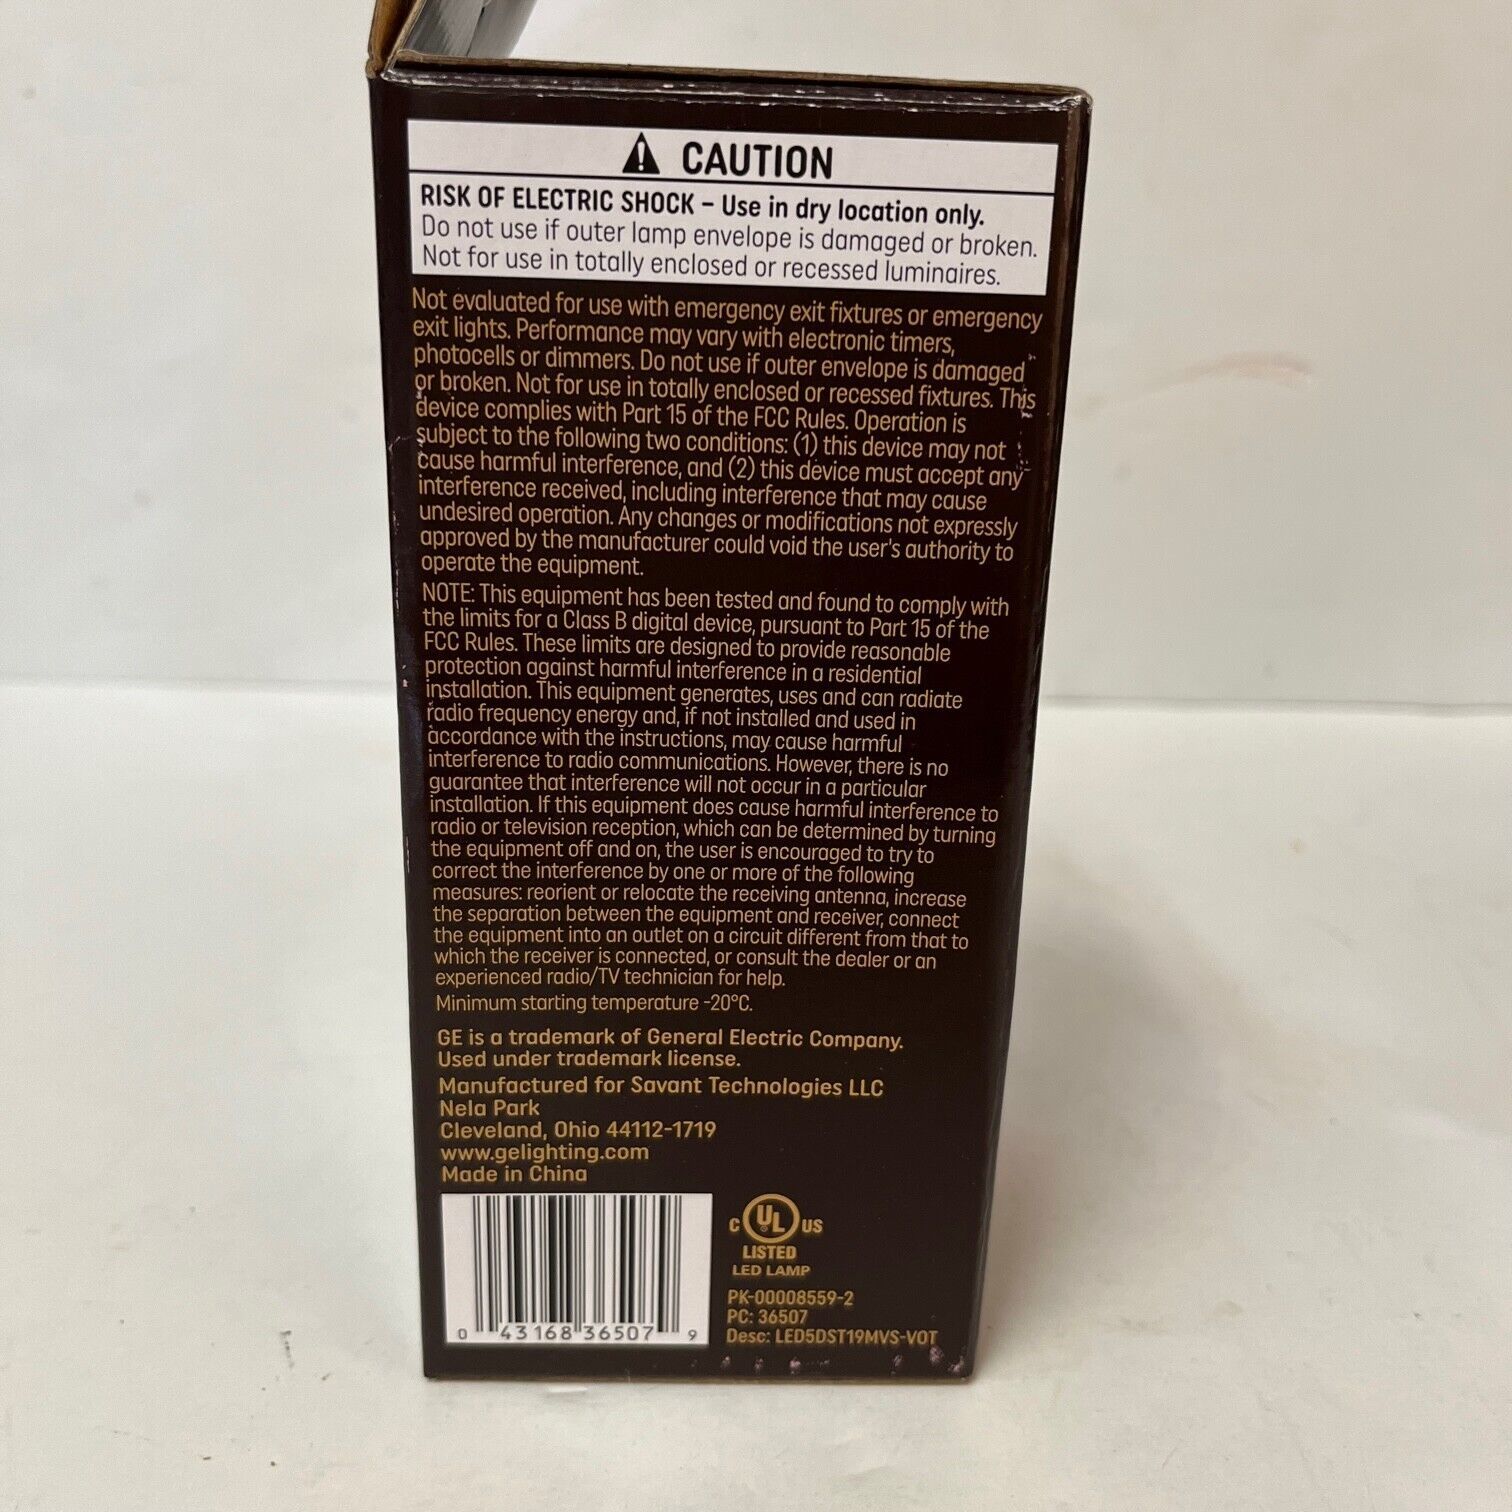 CAUTION
RISK OF ELECTRIC SHOCK – Use in dry location only.
Do not use if outer lamp envelope is damaged or broken.
Not for use in totally enclosed or recessed luminaires.
Not evaluated for use with emergency exit fixtures or emergency
exit lights. Performance may vary with electronic timers,
photocells or dimmers. Do not use if outer envelope is damaged
or broken. Not for use in totally enclosed or recessed fixtures. This
device complies with Part 15 of the FCC Rules. Operation is
subject to the following two conditions: (1) this device may not
cause harmful interference, and (2) this device must accept any
interference received, including interference that may cause
undesired operation. Any changes or modifications not expressly
approved by the manufacturer could void the user's authority to
operate the equipment.
NOTE: This equipment has been tested and found to comply with
the limits for a Class B digital device, pursuant to Part 15 of the
FCC Rules. These limits are designed to provide reasonable
protection against harmful interference in a residential
installation. This equipment generates, uses and can radiate
radio frequency energy and, if not installed and used in
accordance with the instructions, may cause harmful
interference to radio communications. However, there is no
guarantee that interference will not occur in a particular
installation. If this equipment does cause harmful interference to
radio or television reception, which can be determined by turning
the equipment off and on, the user is encouraged to try to
correct the interference by one or more of the following
measures: reorient or relocate the receiving antenna, increase
the separation between the equipment and receiver, connect
the equipment into an outlet on a circuit different from that to
which the receiver is connected, or consult the dealer or an
experienced radio/TV technician for help.
Minimum starting temperature -20°C.
GE is a trademark of General Electric Company.
Used under trademark license.
Manufactured for Savant Technologies LLC
Nela Park
Cleveland, Ohio 44112-1719
www.gelighting.com
Made in China
0 43168 36507 9
C UL US
LISTED
LED LAMP
PK-00008559-2
PC: 36507
Desc: LED5DST19MVS-VOT